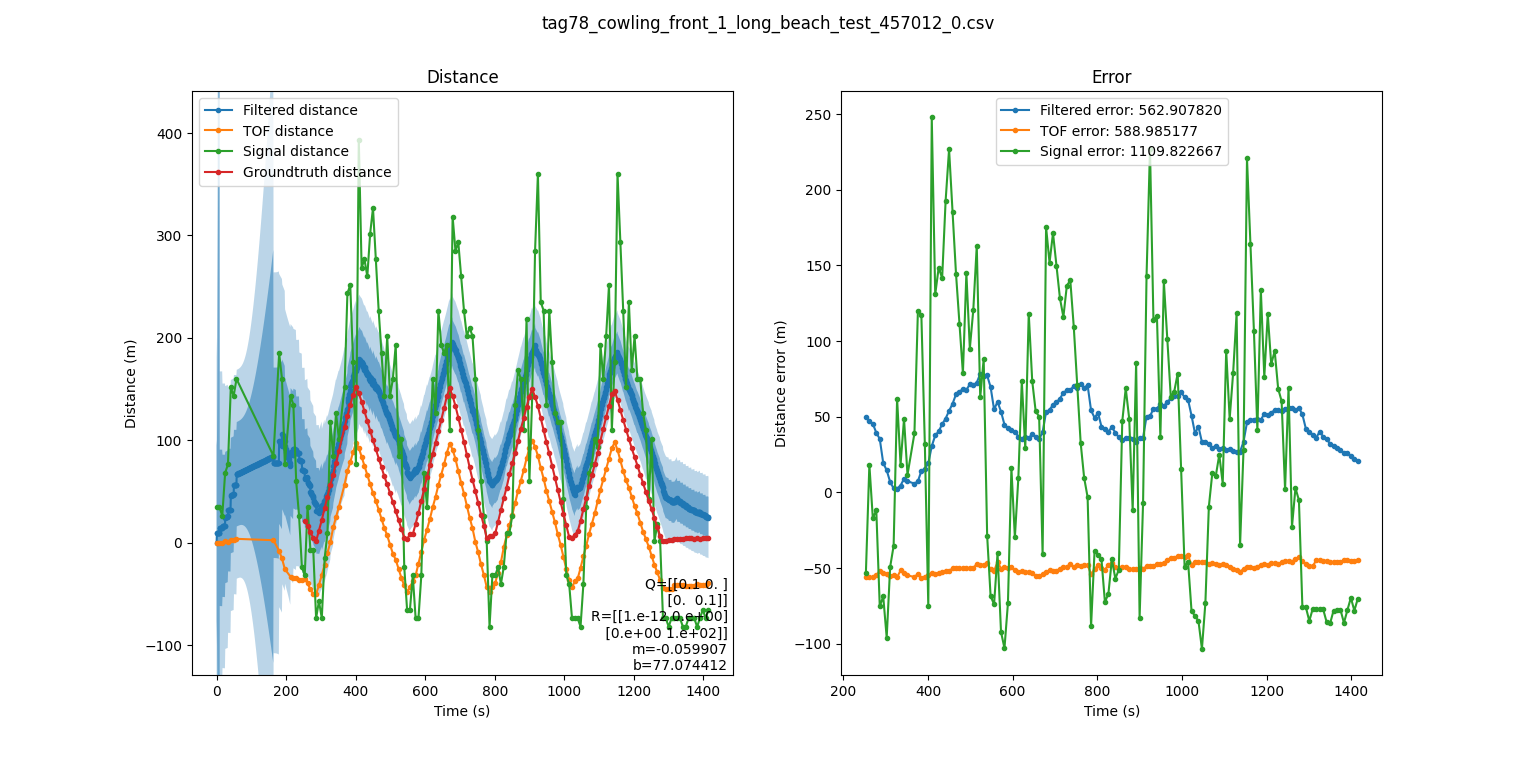 tag78_cowling_front_1_long_beach_test_457012_0.csv
Distance
Filtered distance
TOF distance
Signal distance
Groundtruth distance
400
300
200
100
0
−100
Distance (m)
Q=[[0.1 0. ]
[0. 0.1]]
R=[[1.e-12 0.e+00]
[0.e+00 1.e+02]]
m=-0.059907
b=77.074412
0 200 400 600 800 1000 1200 1400
Time (s)
Error
Filtered error: 562.907820
TOF error: 588.985177
Signal error: 1109.822667
250
200
150
100
50
0
−50
−100
Distance error (m)
200 400 600 800 1000 1200 1400
Time (s)